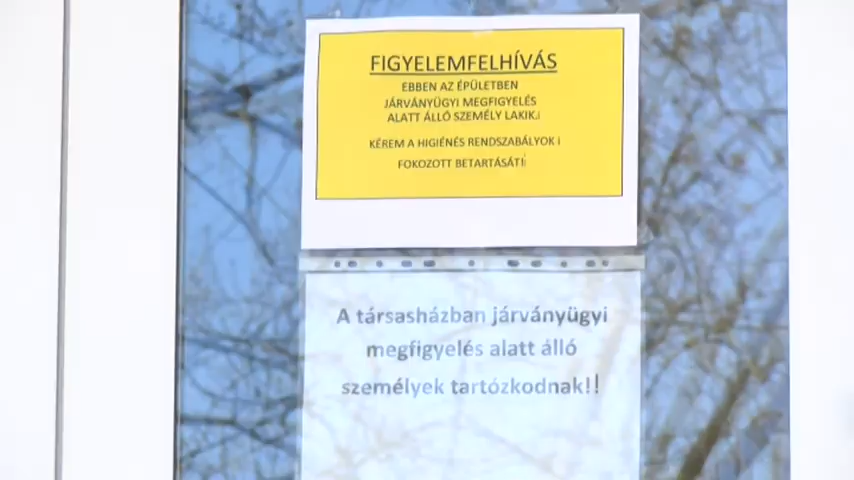 FIGYELEMFELHÍVÁS
EBBEN AZ ÉPÜLETBEN
JÁRVÁNYÜGYI MEGFIGYELÉS
ALATT ÁLLÓ SZEMÉLY LAKIK.
KÉREM A HIGIÉNÉS RENDSZABÁLYOK
FOKOZOTT BETARTÁSÁT!
A társasházban járványügyi
megfigyelés alatt álló
személyek tartózkodnak!!